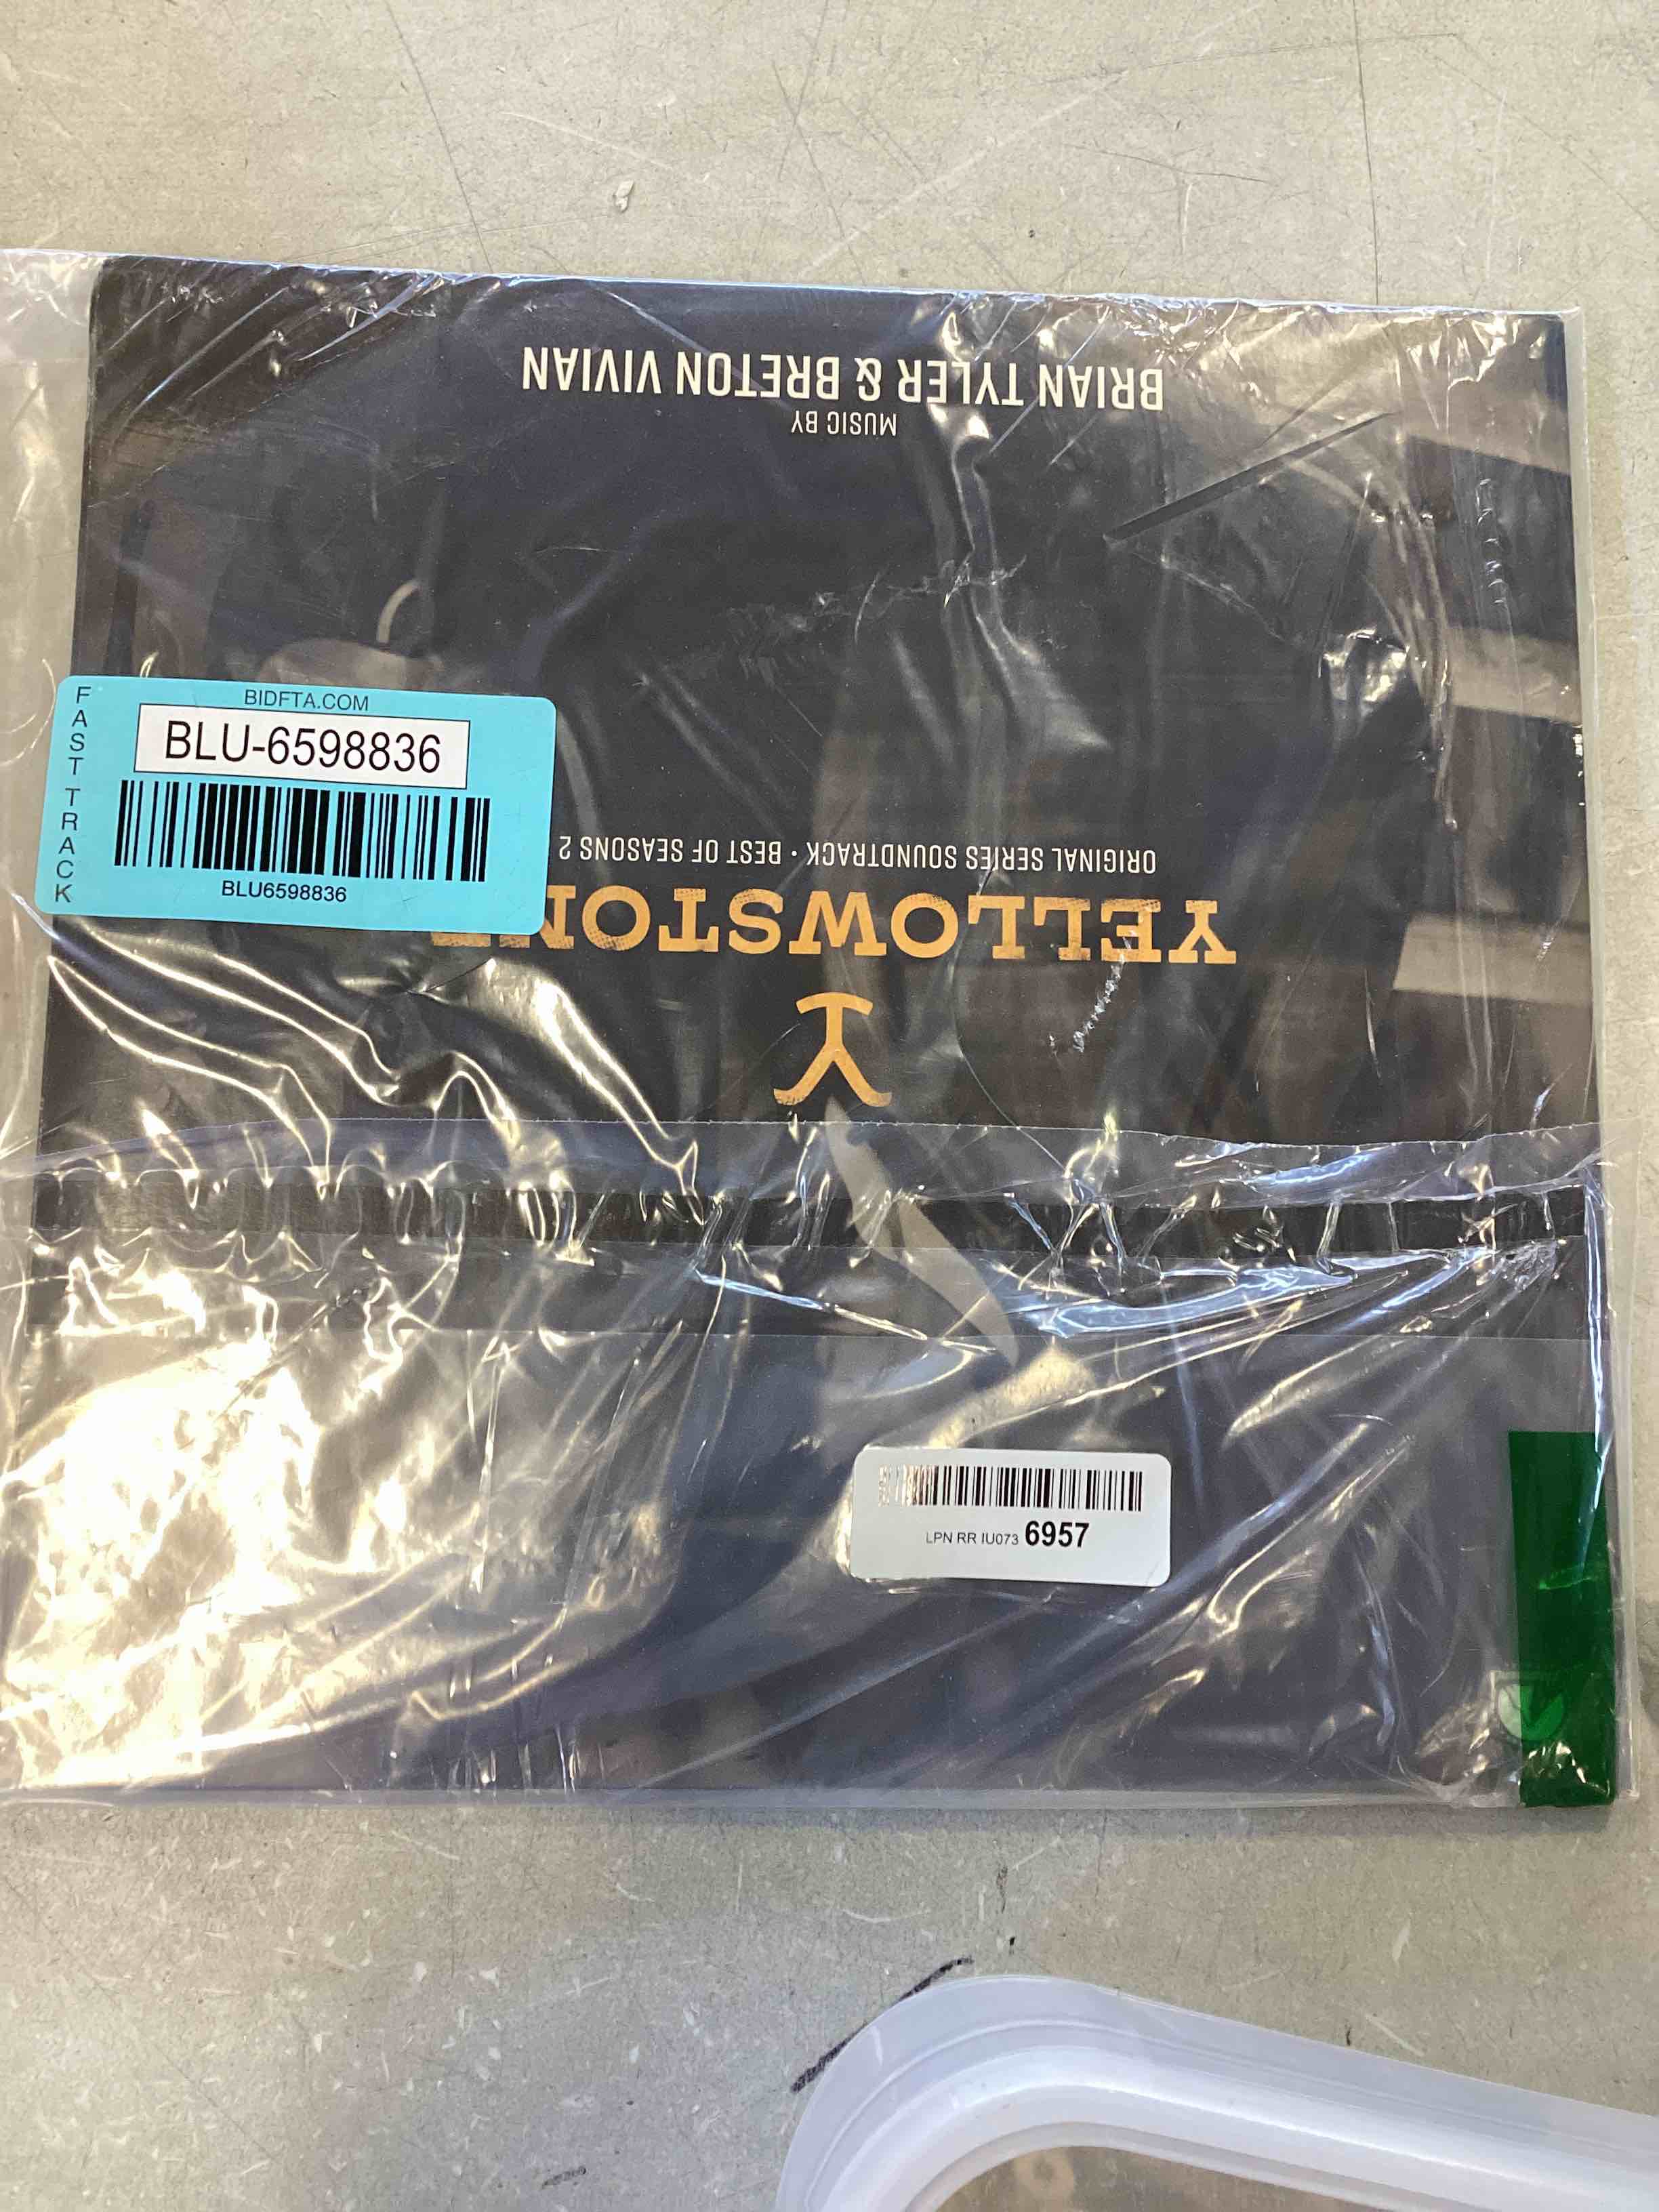 BIDFTA.COM
FAST TRACK
BLU-6598836
BLU6598836
YELLOWSTONE
ORIGINAL SERIES SOUNDTRACK • BEST OF SEASONS 2
MUSIC BY
BRIAN TYLER & BRETON VIVIAN
LPN RR IU073 6957